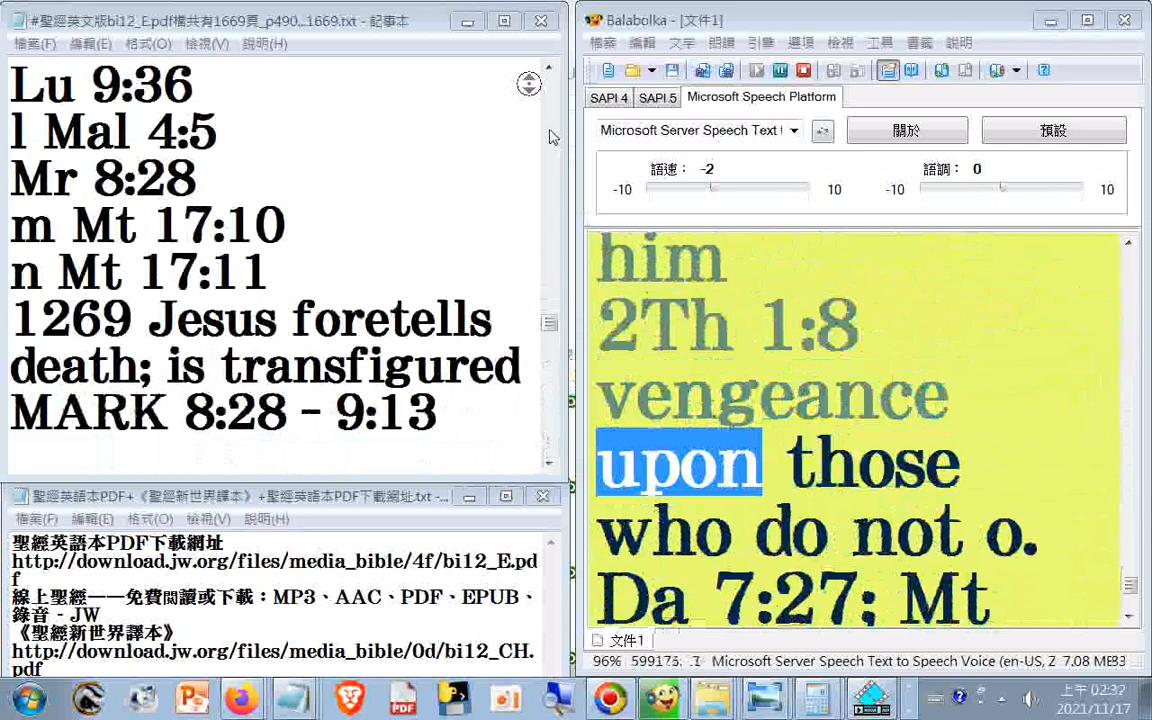 #聖經英文版bi12_E.pdf檔共有1669頁_p490,..1669.txt - 記事本
檔案(F) 編輯(E) 格式(O) 檢視(V) 說明(H)
Lu 9:36
l Mal 4:5
Mr 8:28
m Mt 17:10
n Mt 17:11
1269 Jesus foretells
death; is transfigured
MARK 8:28 - 9:13
聖經英語本PDF+《聖經新世界譯本》+聖經英語本PDF下載網址.txt - ...
檔案(F) 編輯(E) 格式(O) 檢視(V) 說明(H)
聖經英語本PDF下載網址
http://download.jw.org/files/media_bible/4f/bi12_E.pd
f
線上聖經——免費閱讀或下載：MP3、AAC、PDF、EPUB、
錄音 - JW
《聖經新世界譯本》
http://download.jw.org/files/media_bible/0d/bi12_CH.
pdf
Balabolka - [文件1]
檔案 編輯 文字 朗讀 引擎 選項 檢視 工具 書籤 說明
SAPI 4 SAPI 5 Microsoft Speech Platform
Microsoft Server Speech Text 關於 預設
語速： -2 語調： 0
-10 10 -10 10
him
2Th 1:8
vengeance
upon those
who do not o.
Da 7:27; Mt
文件1
96% Microsoft Server Speech Text to Speech Voice (en-US, Z 7.08 MB
上午 02:32
2021/11/17